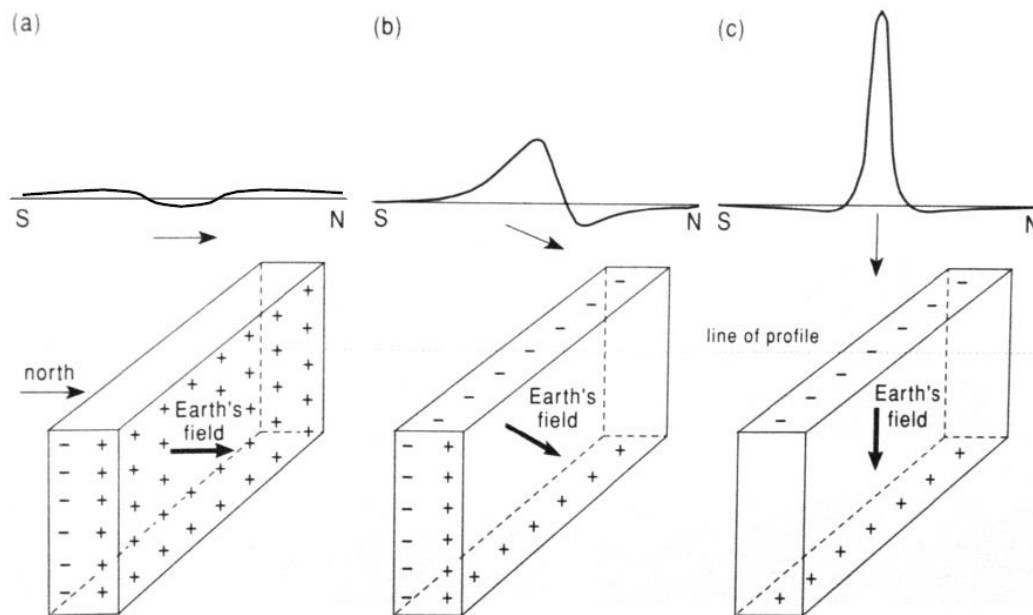 (a)
(b)
(c)
S N
S N
S N
line of profile
north
Earth's
field
Earth's
field
Earth's
field